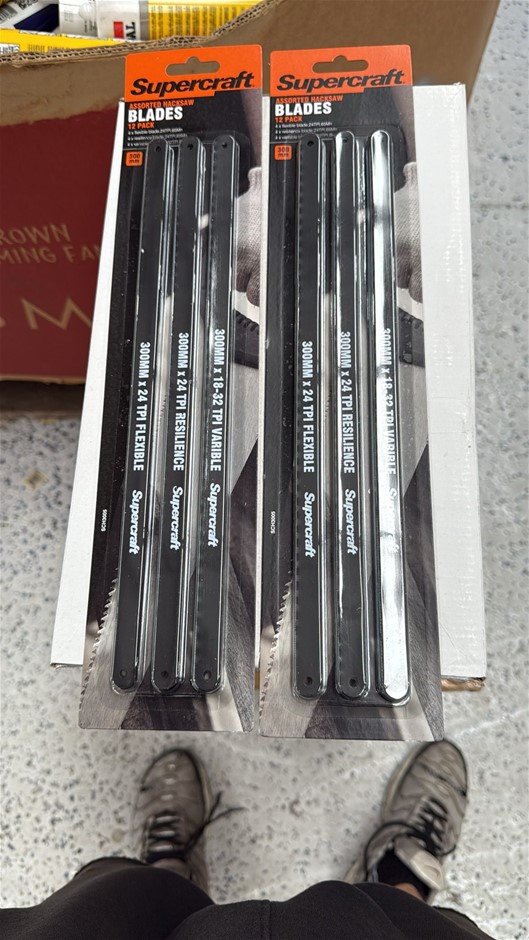 ROWN
MING FA
M
Supercraft
ASSORTED HACKSAW
BLADES
12 PACK
300
mm
300MM x 24 TPI FLEXIBLE
Supercraft
300MM x 24 TPI RESILIENCE
Supercraft
300MM x 18-32 TPI VARIBLE
Supercraft
Supercraft
ASSORTED HACKSAW
BLADES
12 PACK
300
mm
300MM x 24 TPI FLEXIBLE
Supercraft
300MM x 24 TPI RESILIENCE
Supercraft
300MM x 18-32 TPI VARIBLE
Supercraft